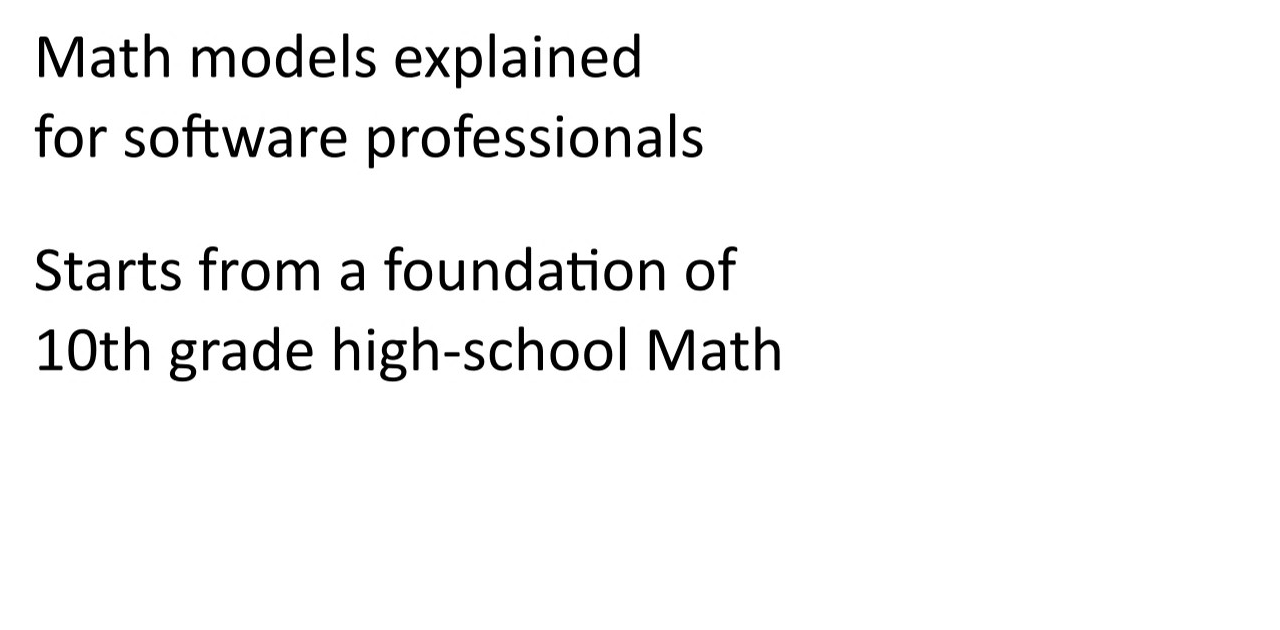 Math models explained
for software professionals
Starts from a foundation of
10th grade high-school Math